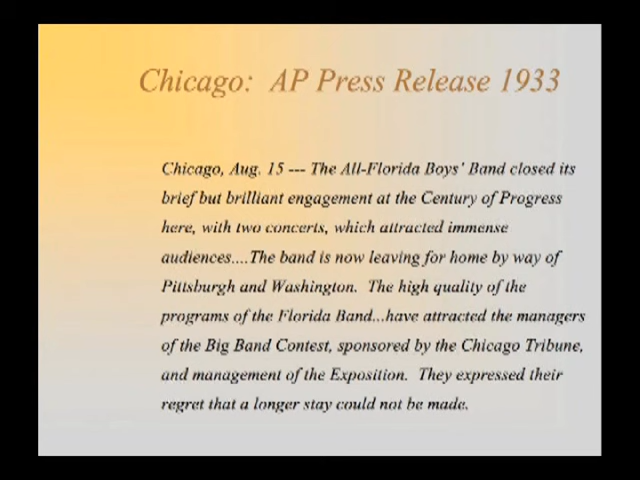 Chicago:  AP Press Release 1933
Chicago, Aug. 15 --- The All-Florida Boys' Band closed its
brief but brilliant engagement at the Century of Progress
here, with two concerts, which attracted immense
audiences....The band is now leaving for home by way of
Pittsburgh and Washington.  The high quality of the
programs of the Florida Band...have attracted the managers
of the Big Band Contest, sponsored by the Chicago Tribune,
and management of the Exposition.  They expressed their
regret that a longer stay could not be made.